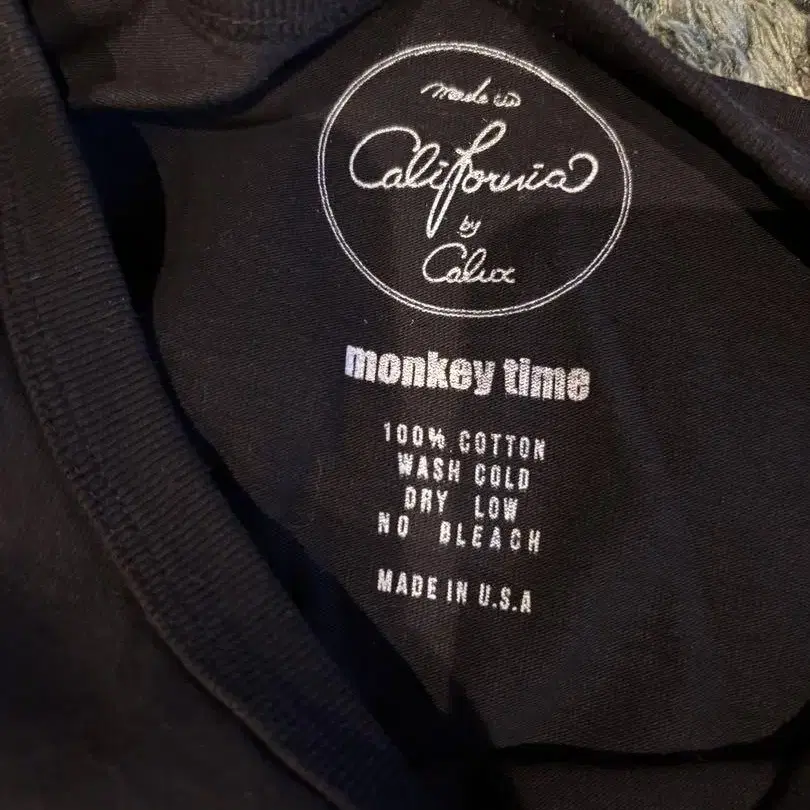 made in
California
by
Calux
monkey time
100% COTTON
WASH COLD
DRY LOW
NO BLEACH
MADE IN U.S.A